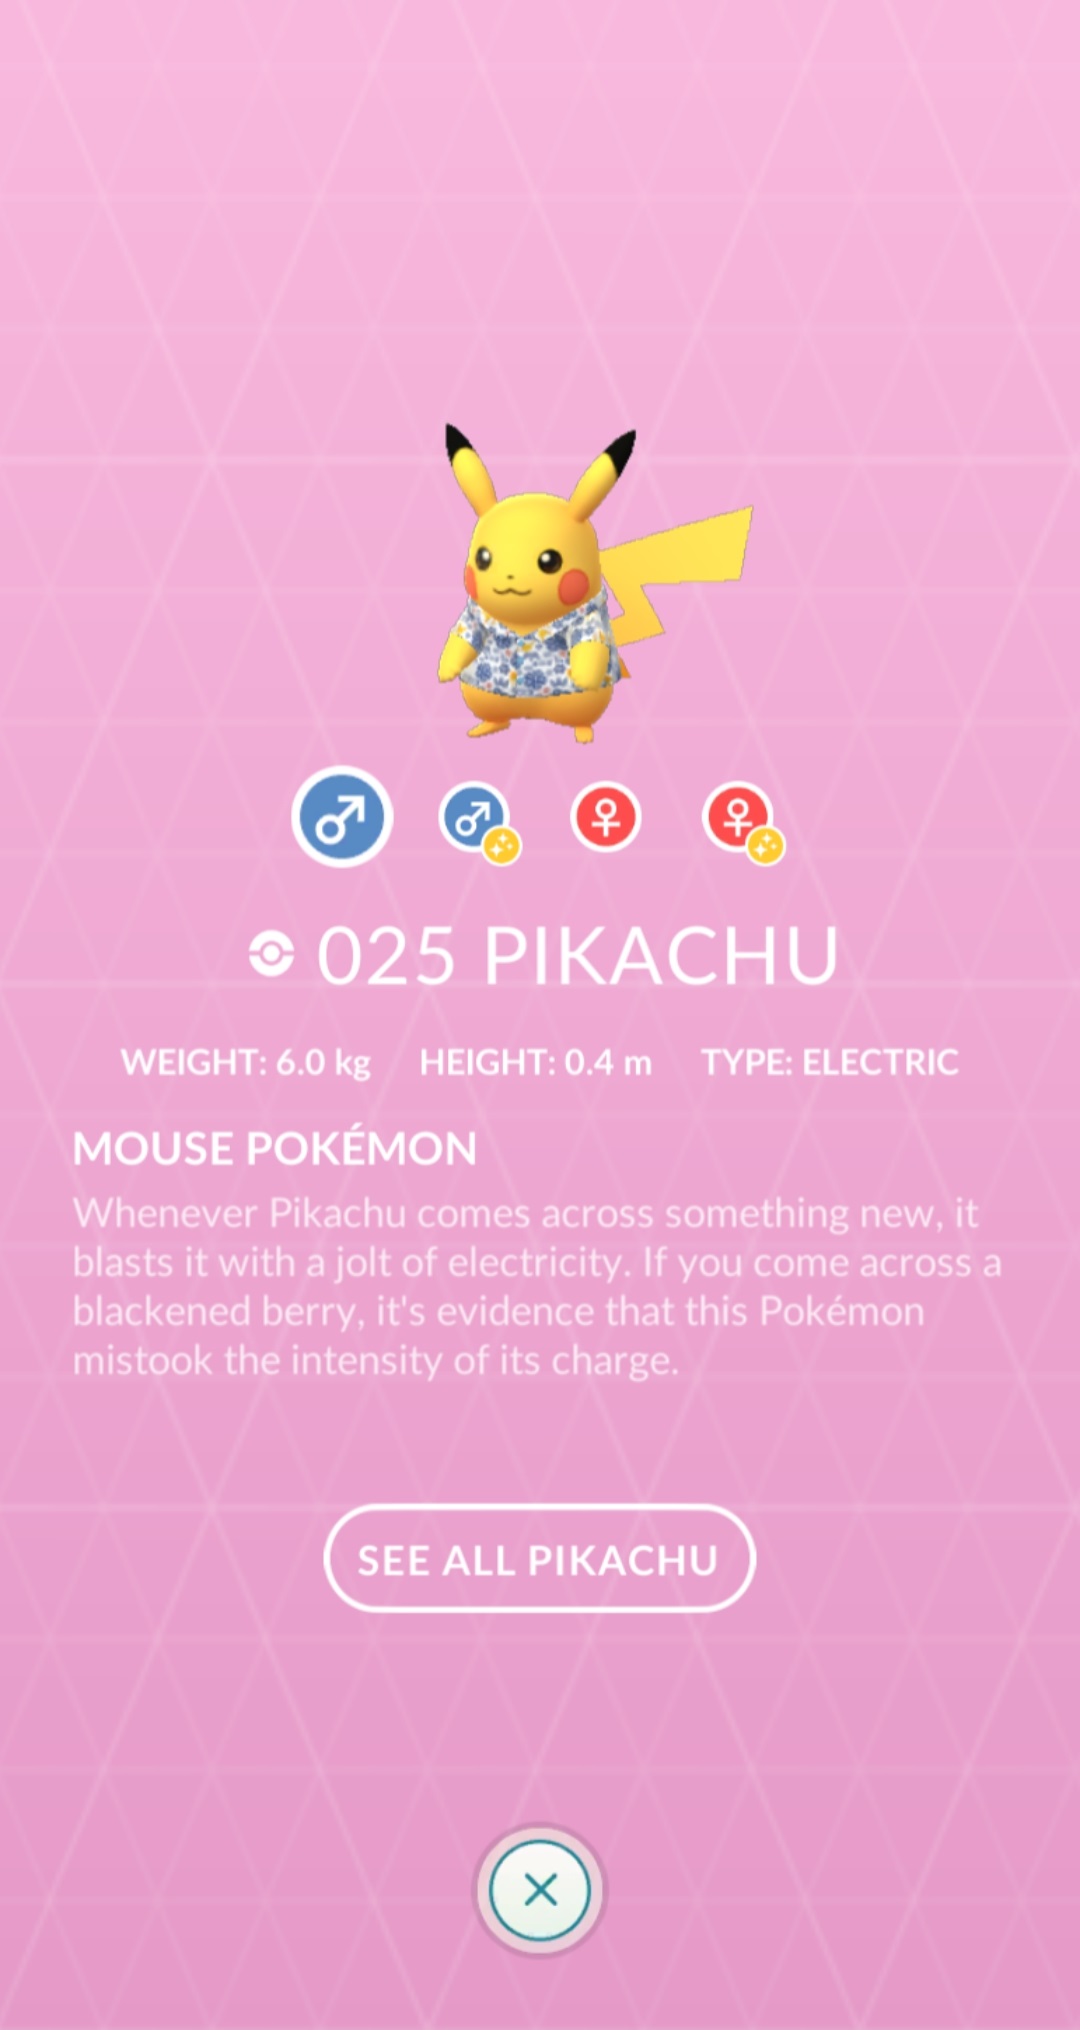 025 PIKACHU
WEIGHT: 6.0 kg HEIGHT: 0.4 m TYPE: ELECTRIC
MOUSE POKÉMON
Whenever Pikachu comes across something new, it
blasts it with a jolt of electricity. If you come across a
blackened berry, it's evidence that this Pokémon
mistook the intensity of its charge.
SEE ALL PIKACHU